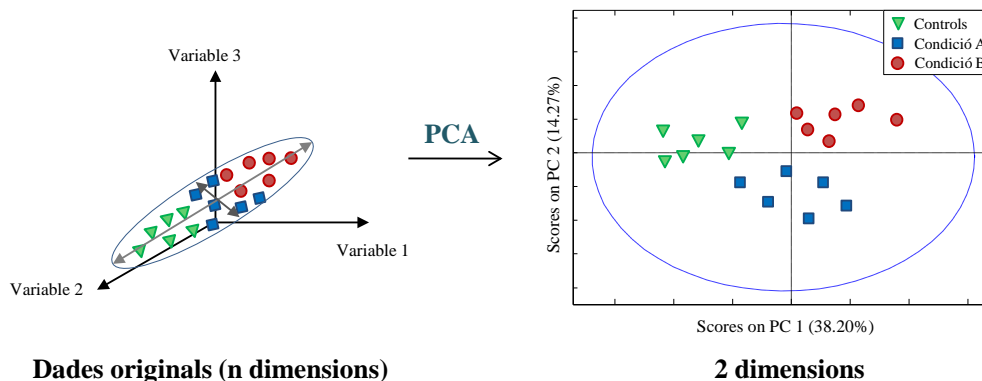 Variable 3
Variable 1
Variable 2
PCA
Controls
Condició A
Condició B
Scores on PC 2 (14.27%)
Scores on PC 1 (38.20%)
Dades originals (n dimensions)
2 dimensions